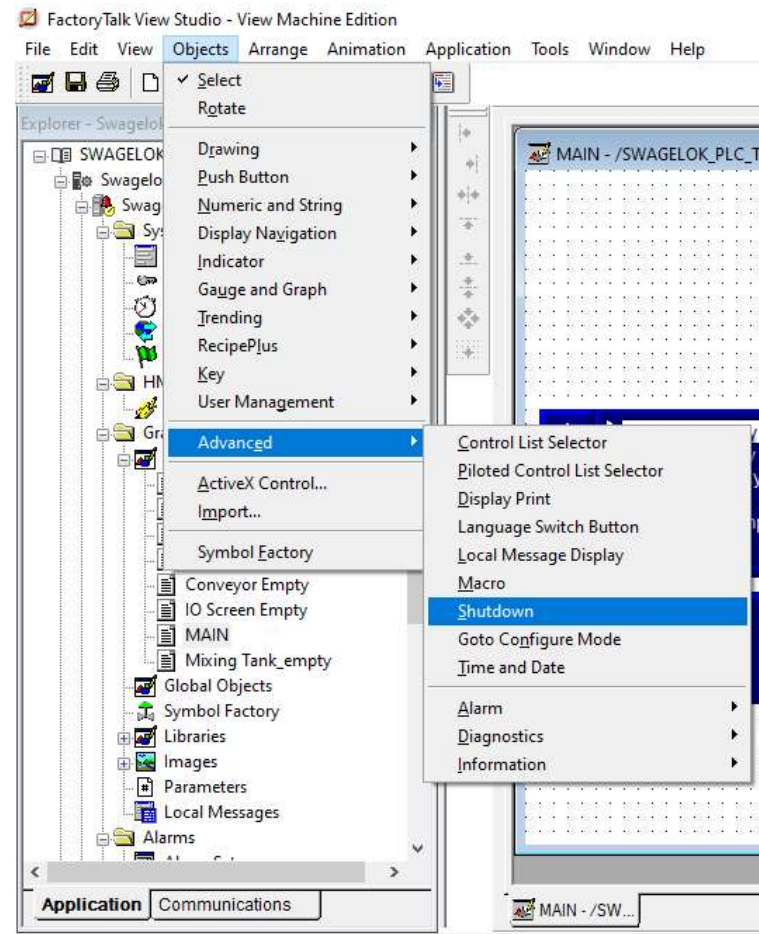 FactoryTalk View Studio - View Machine Edition
File Edit View Objects Arrange Animation Application Tools Window Help
Explorer - Swagelok
SWAGELOK
Swagelo
Swag
Sys
HM
Gra
Select
Rotate
Drawing
Push Button
Numeric and String
Display Navigation
Indicator
Gauge and Graph
Trending
RecipePlus
Key
User Management
Advanced
ActiveX Control...
Import...
Symbol Factory
Control List Selector
Piloted Control List Selector
Display Print
Language Switch Button
Local Message Display
Macro
Shutdown
Goto Configure Mode
Time and Date
Alarm
Diagnostics
Information
Conveyor Empty
IO Screen Empty
MAIN
Mixing Tank_empty
Global Objects
Symbol Factory
Libraries
Images
Parameters
Local Messages
Alarms
MAIN - /SWAGELOK_PLC_T
Application Communications
MAIN - /SW...